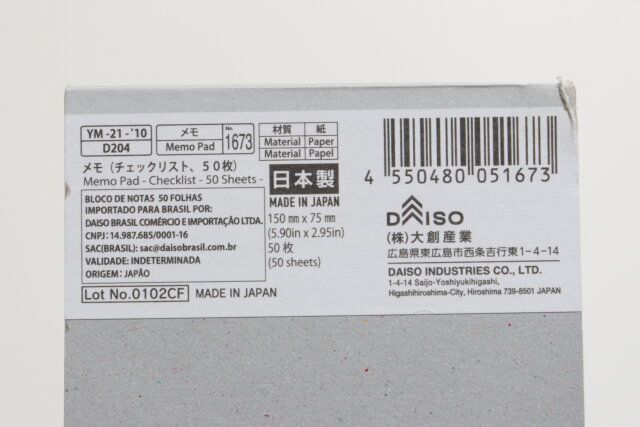 YM -21 -'10
D204
メモ
Memo Pad
No.
1673
材質 紙
Material Paper
Material Papel
メモ（チェックリスト、５０枚）
Memo Pad - Checklist - 50 Sheets -
BLOCO DE NOTAS 50 FOLHAS
IMPORTADO PARA BRASIL POR:
DAISO BRASIL COMÉRCIO E IMPORTAÇÃO LTDA.
CNPJ: 14.987.685/0001-16
SAC(BRASIL): sac@daisobrasil.com.br
VALIDADE: INDETERMINADA
ORIGEM: JAPÃO
Lot No.0102CF MADE IN JAPAN
日本製
MADE IN JAPAN
150 mm × 75 mm
(5.90in x 2.95in)
50 枚
(50 sheets)
4 550480 051673
DAISO
(株)大創産業
広島県東広島市西条吉行東1-4-14
DAISO INDUSTRIES CO., LTD.
1-4-14 Saijo-Yoshiyukihigashi,
Higashihiroshima-City, Hiroshima 739-8501 JAPAN